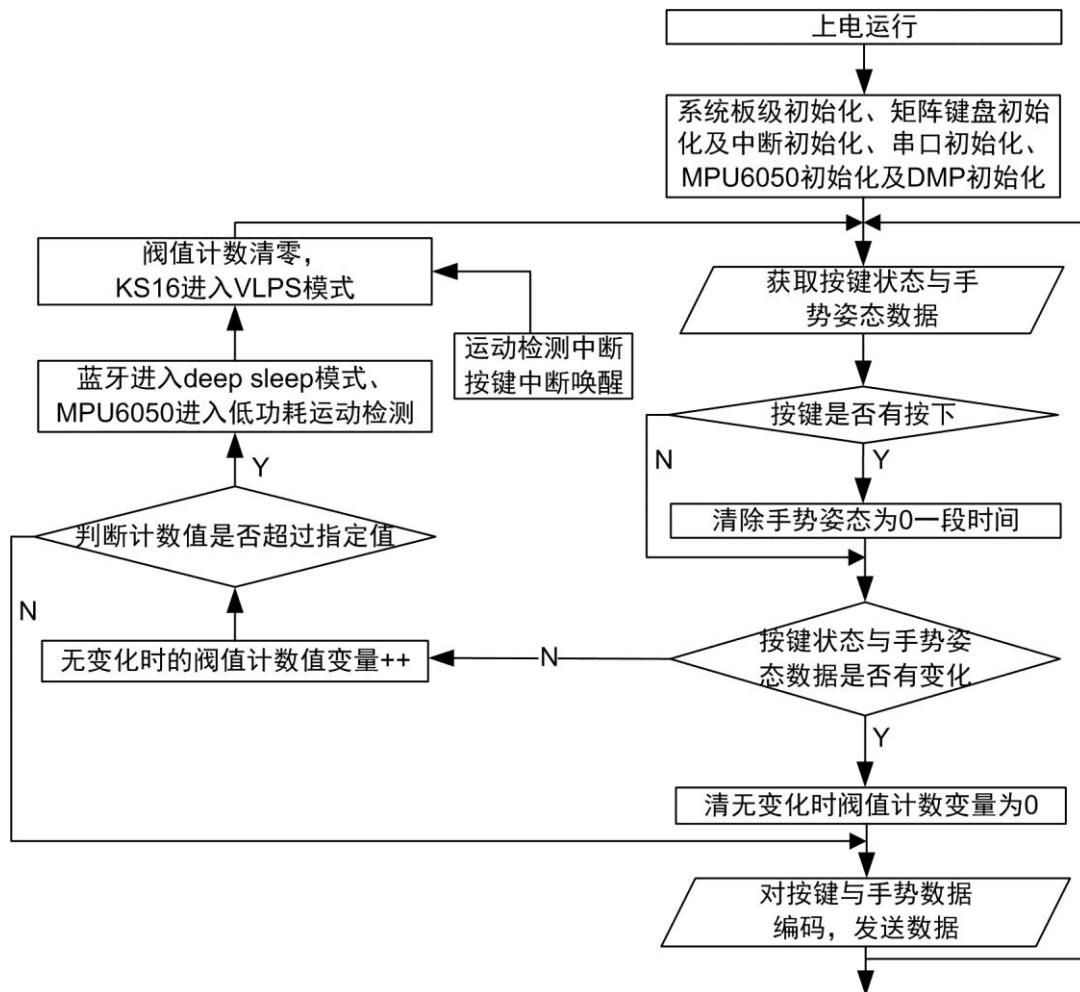 上电运行
系统板级初始化、矩阵键盘初始
化及中断初始化、串口初始化、
MPU6050初始化及DMP初始化
阀值计数清零，
KS16进入VLPS模式
获取按键状态与手
势姿态数据
运动检测中断
按键中断唤醒
蓝牙进入deep sleep模式、
MPU6050进入低功耗运动检测
按键是否有按下
N
Y
Y
清除手势姿态为0一段时间
判断计数值是否超过指定值
N
按键状态与手势姿
态数据是否有变化
N
无变化时的阀值计数值变量++
Y
清无变化时阀值计数变量为0
对按键与手势数据
编码，发送数据